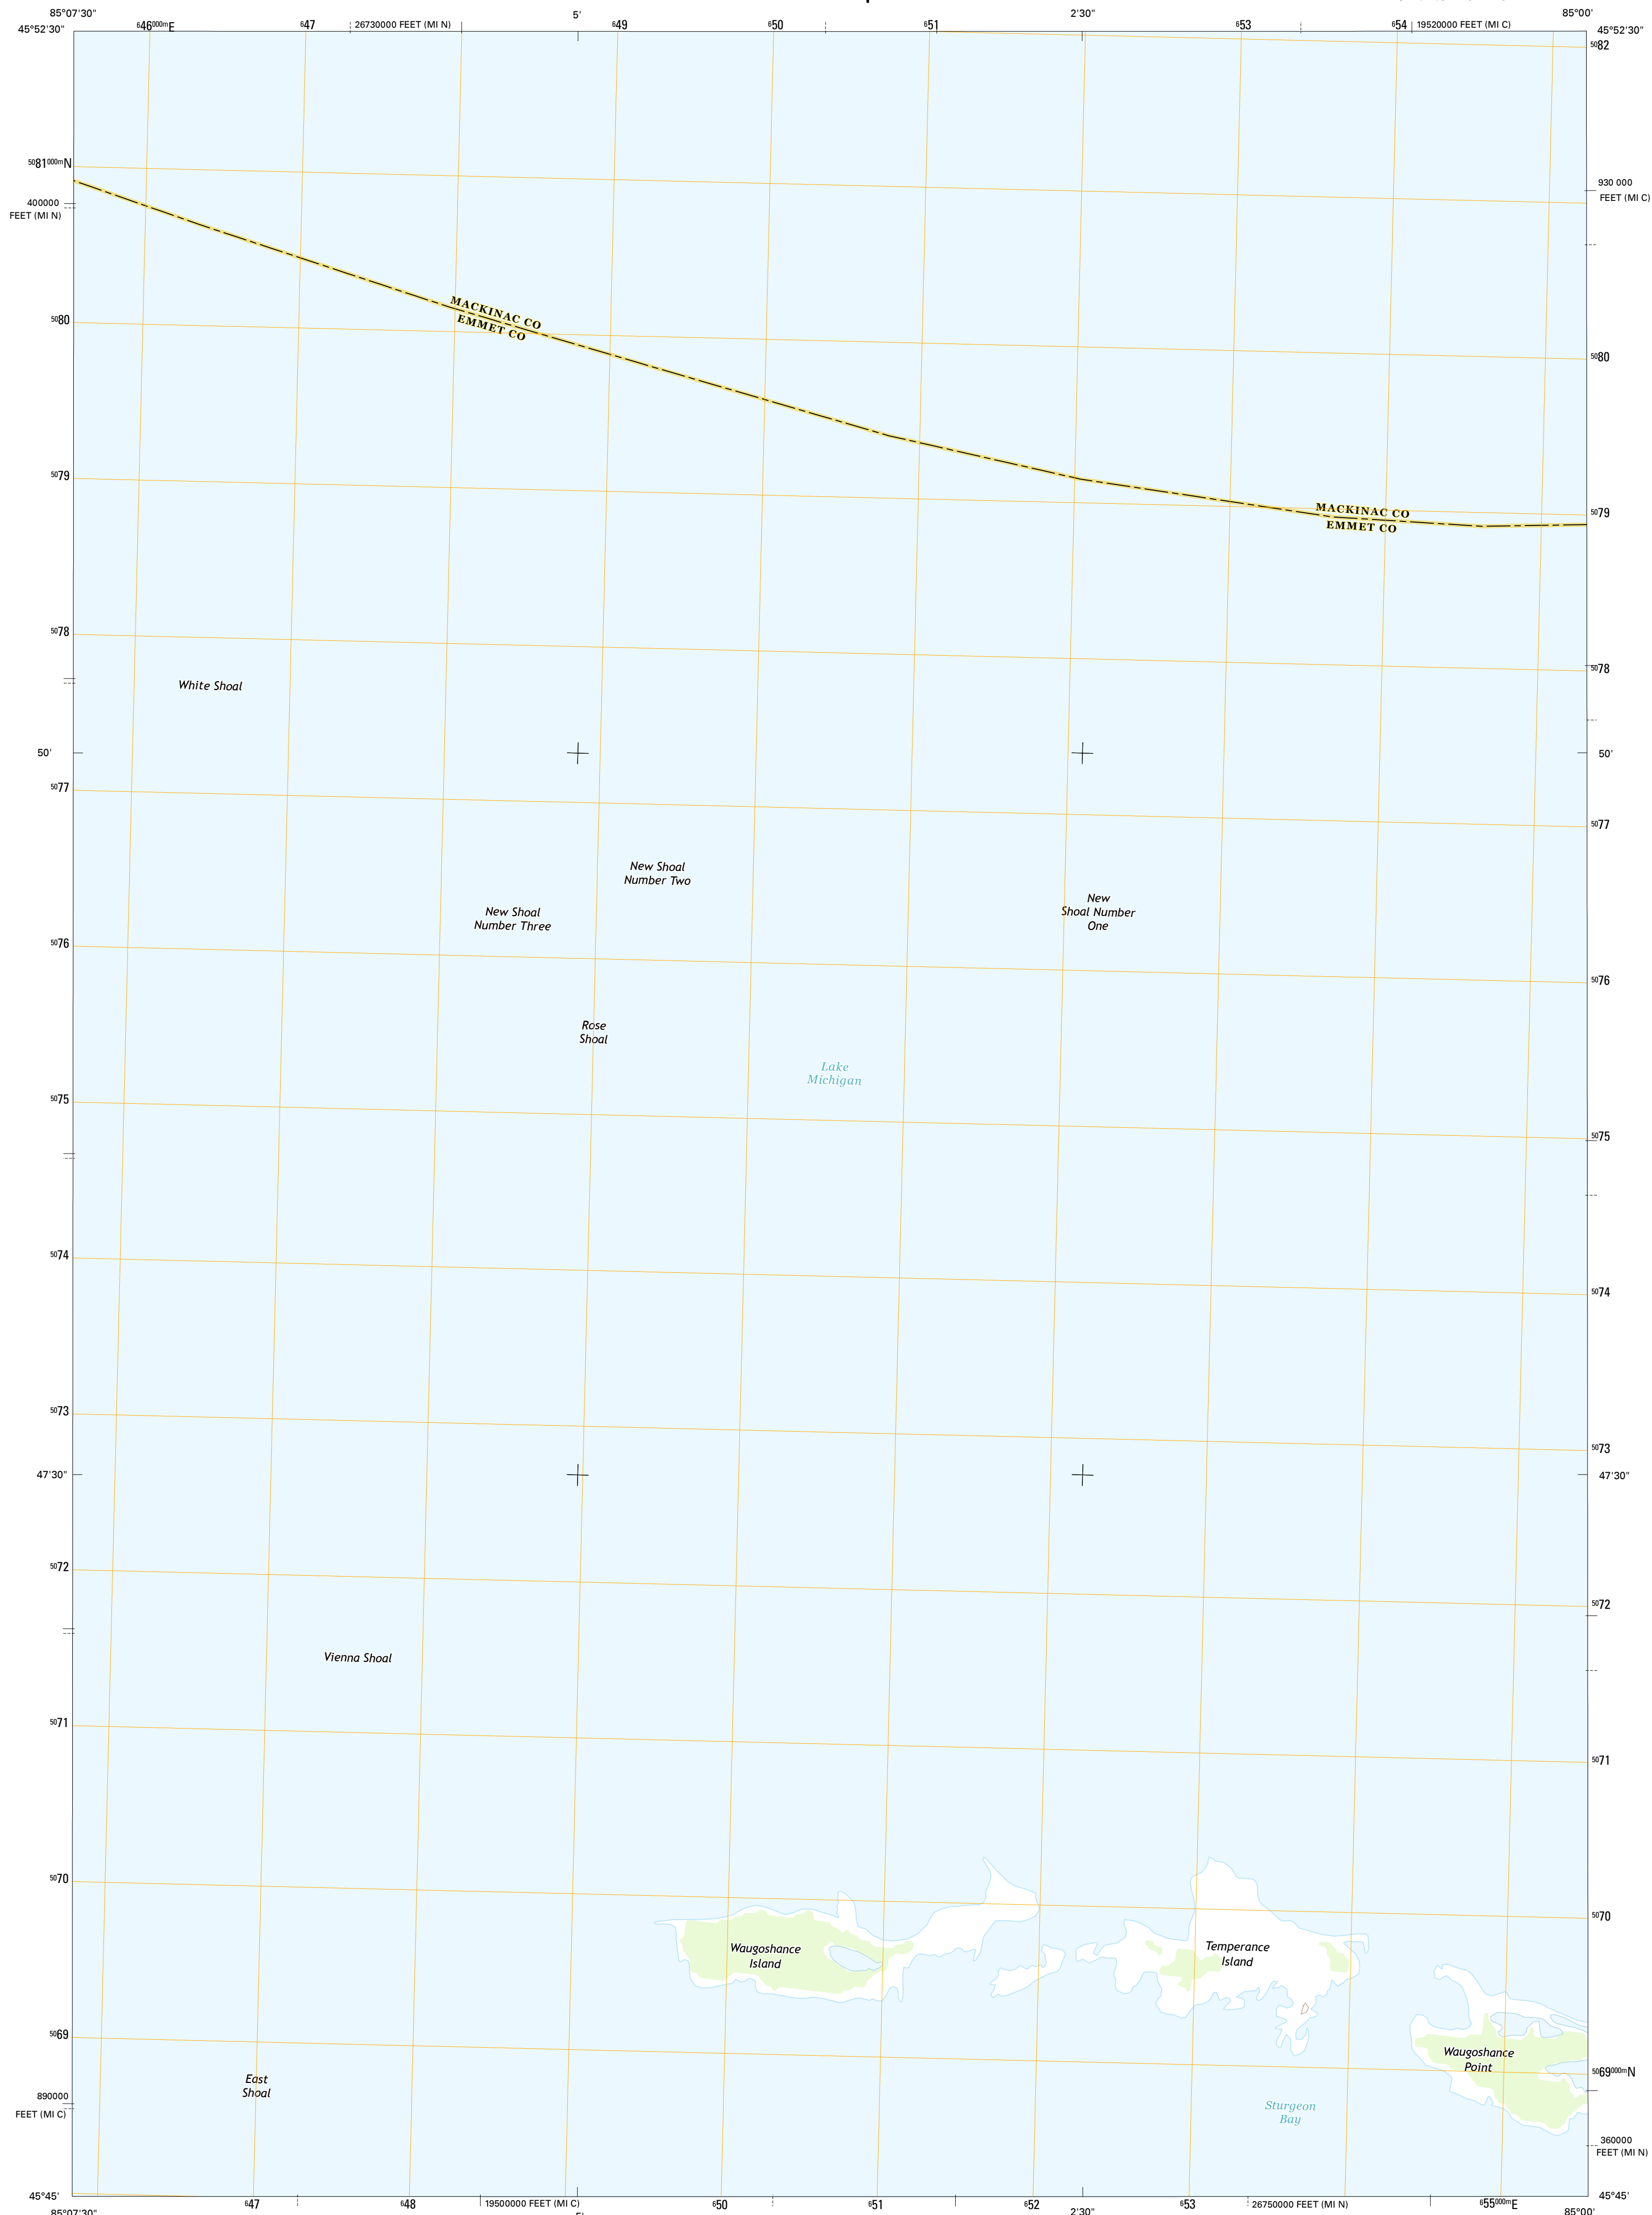 85°07'30"
5'
2'30"
85°00'
45°52'30"
⁶46⁰⁰⁰ᵐE
⁶47
26730000 FEET (MI N)
⁶49
⁶50
⁶51
⁶53
⁶54
19520000 FEET (MI C)
45°52'30"
⁵⁰82
⁵⁰81⁰⁰⁰ᵐN
400000
FEET (MI N)
930 000
FEET (MI C)
MACKINAC CO
EMMET CO
⁵⁰80
⁵⁰80
⁵⁰79
MACKINAC CO
EMMET CO
⁵⁰79
⁵⁰78
⁵⁰78
White Shoal
50'
50'
⁵⁰77
⁵⁰77
New Shoal
Number Two
New Shoal
Number Three
New
Shoal Number
One
⁵⁰76
⁵⁰76
Rose
Shoal
Lake
Michigan
⁵⁰75
⁵⁰75
⁵⁰74
⁵⁰74
⁵⁰73
⁵⁰73
47'30"
47'30"
⁵⁰72
⁵⁰72
Vienna Shoal
⁵⁰71
⁵⁰71
⁵⁰70
⁵⁰70
Waugoshance
Island
Temperance
Island
⁵⁰69
Waugoshance
Point
⁵⁰69⁰⁰⁰ᵐN
East
Shoal
890000
FEET (MI C)
Sturgeon
Bay
360000
FEET (MI N)
45°45'
⁶47
⁶48
19500000 FEET (MI C)
⁶50
⁶51
⁶52
⁶53
26750000 FEET (MI N)
⁶55⁰⁰⁰ᵐE
45°45'
85°07'30"
2'30"
85°00'